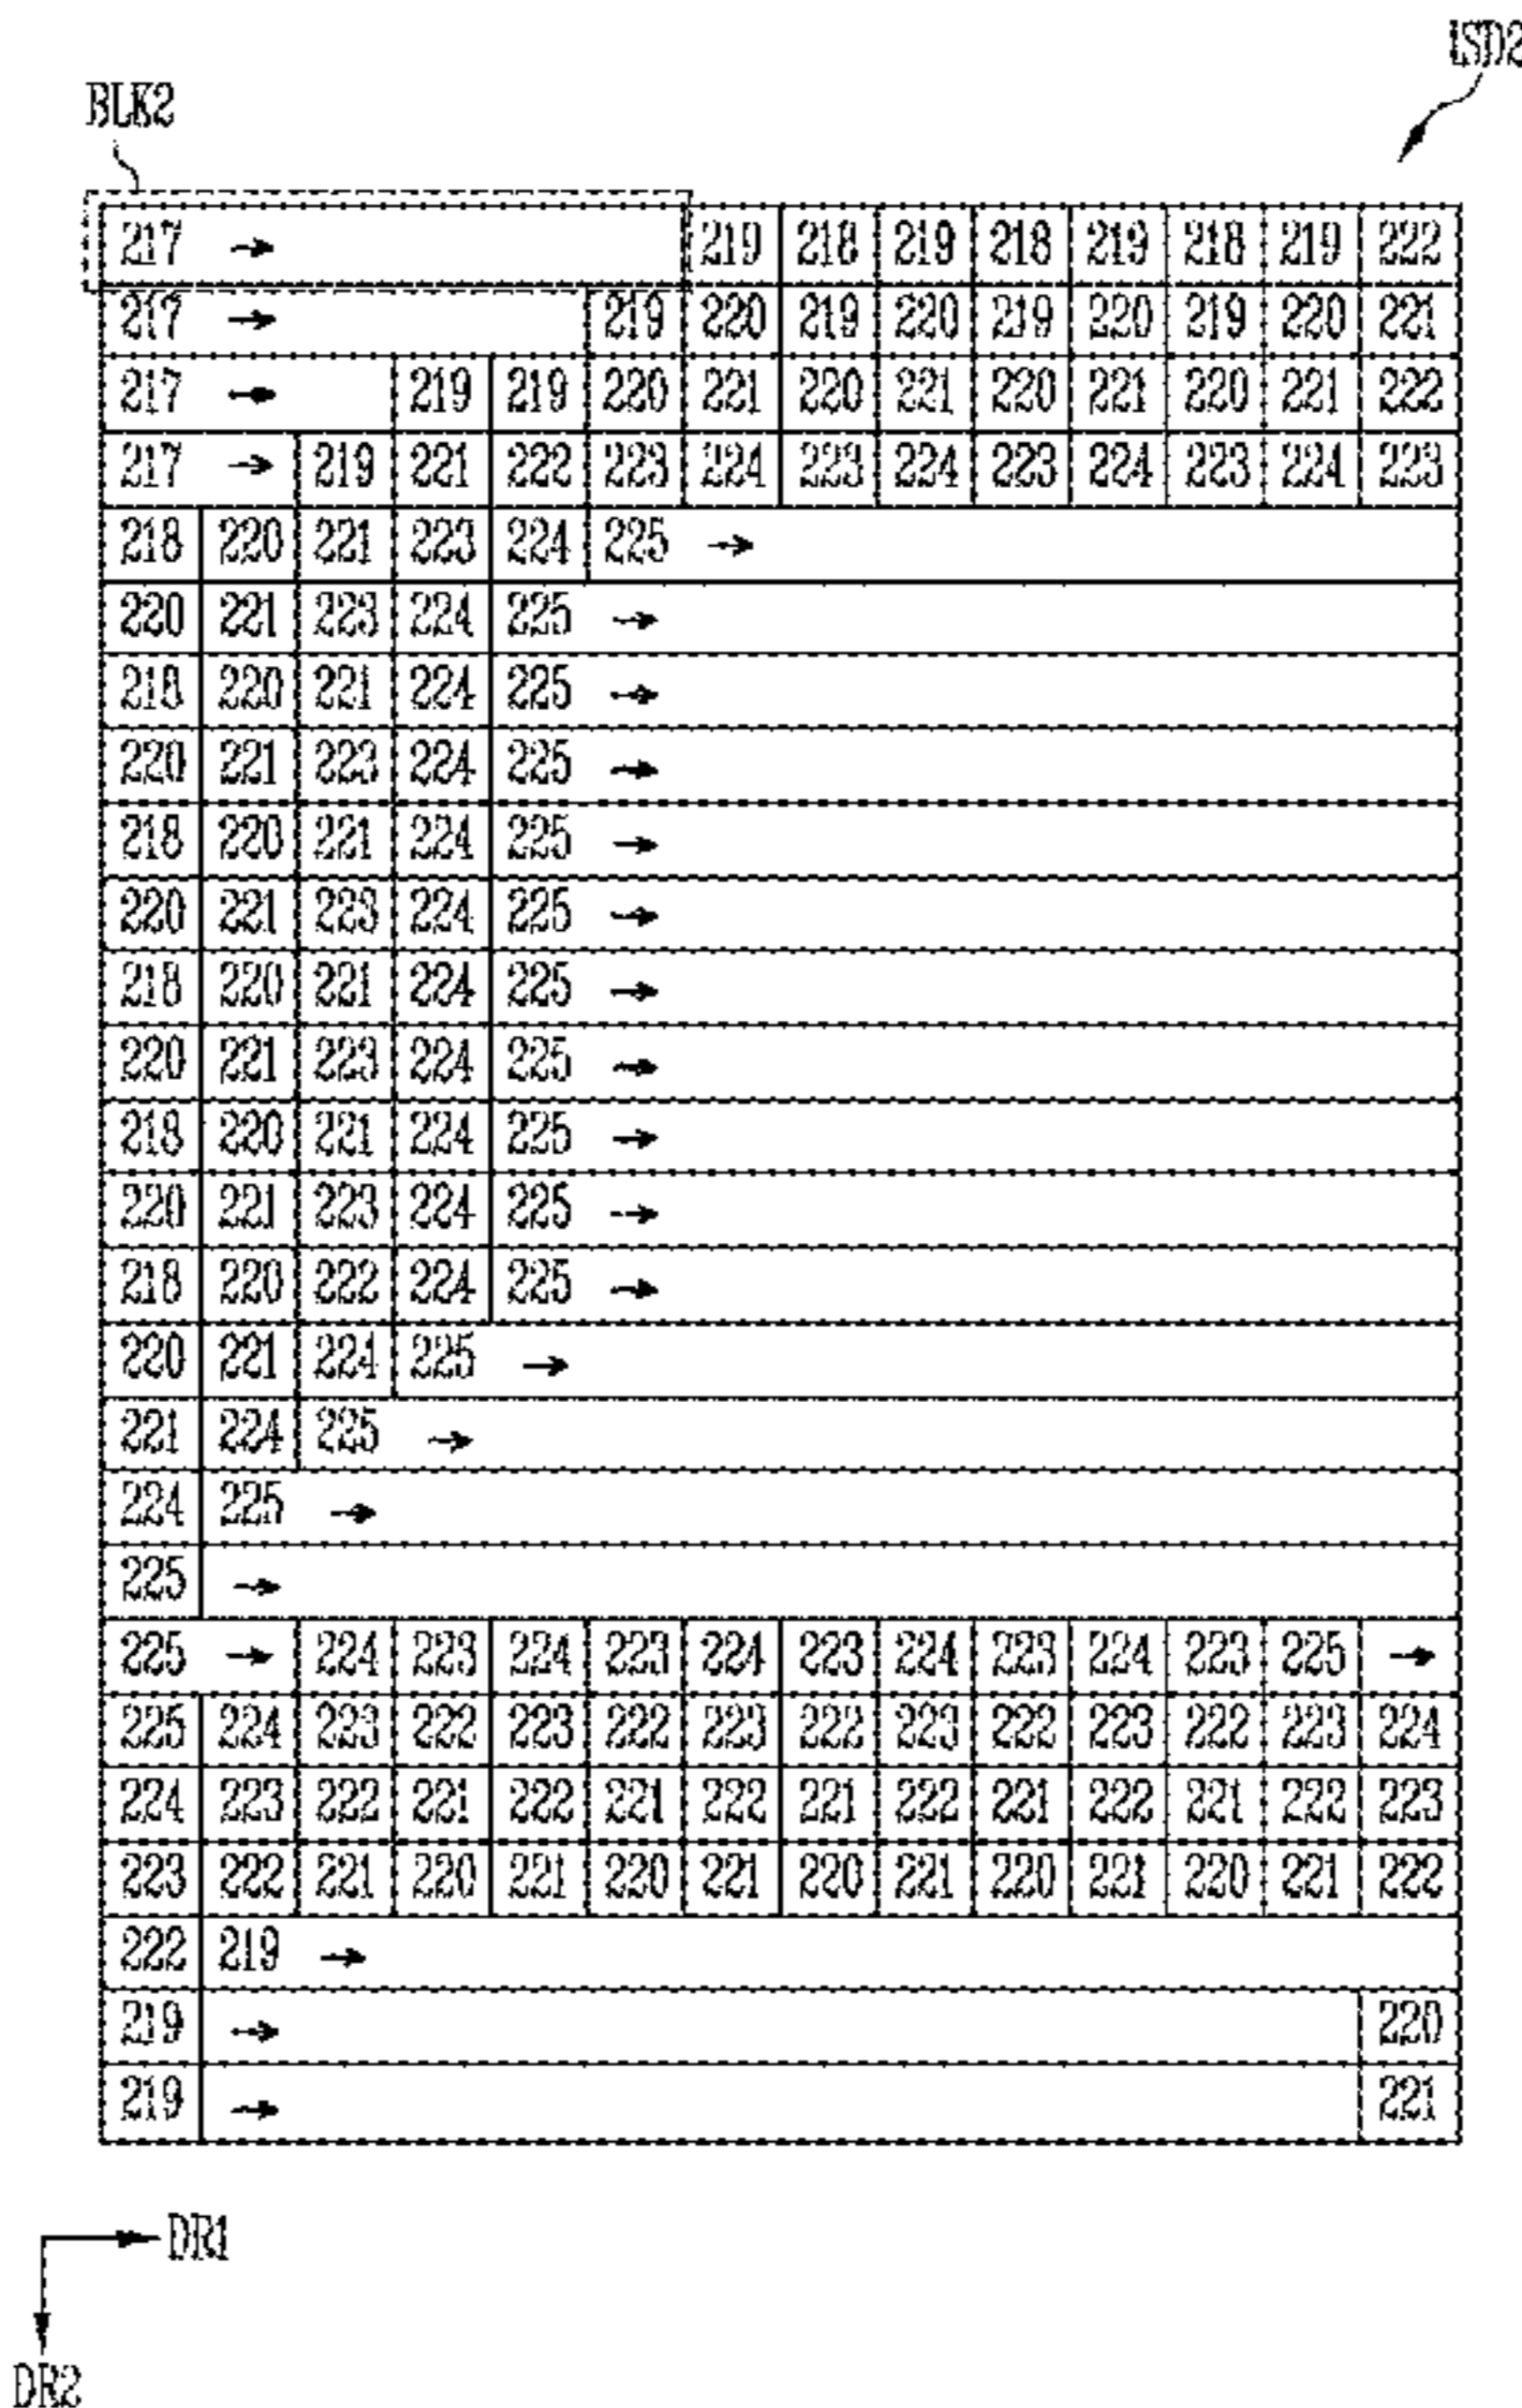 LSD2
BLK2
217 → 219 218 219 218 219 218 219 222
217 → 219 220 219 220 219 220 219 220 221
217 → 219 219 220 221 220 221 220 221 220 221 222
217 → 219 221 222 223 224 223 224 223 224 223 224 223
218 220 221 223 224 225 →
220 221 223 224 225 →
218 220 221 224 225 →
220 221 223 224 225 →
218 220 221 224 225 →
220 221 223 224 225 →
218 220 221 224 225 →
220 221 223 224 225 →
218 220 221 224 225 →
220 221 223 224 225 →
218 220 222 224 225 →
220 221 224 225 →
221 224 225 →
224 225 →
225 →
225 → 224 223 224 223 224 223 224 223 224 223 225 →
225 224 223 222 223 222 223 222 223 222 223 222 223 224
224 223 222 221 222 221 222 221 222 221 222 221 222 223
223 222 221 220 221 220 221 220 221 220 221 220 221 222
222 219 →
219 → 220
219 → 221
DR1
DR2